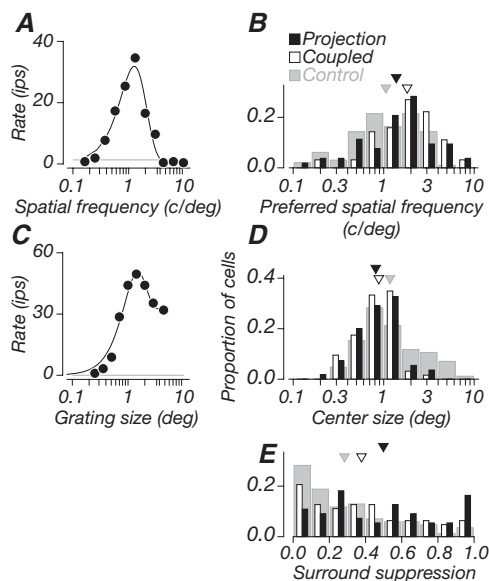 A
40
20
0
Rate (ips)
0.1
1
10
Spatial frequency (c/deg)
B
Projection
Coupled
Control
0.2
0.0
0.1
0.3
1
3
10
Preferred spatial frequency
(c/deg)
C
60
30
0
Rate (ips)
0.1
1
10
Grating size (deg)
D
Proportion of cells
0.4
0.2
0.0
0.1
0.3
1
3
10
Center size (deg)
E
0.2
0.0
0.0
0.2
0.4
0.6
0.8
1.0
Surround suppression